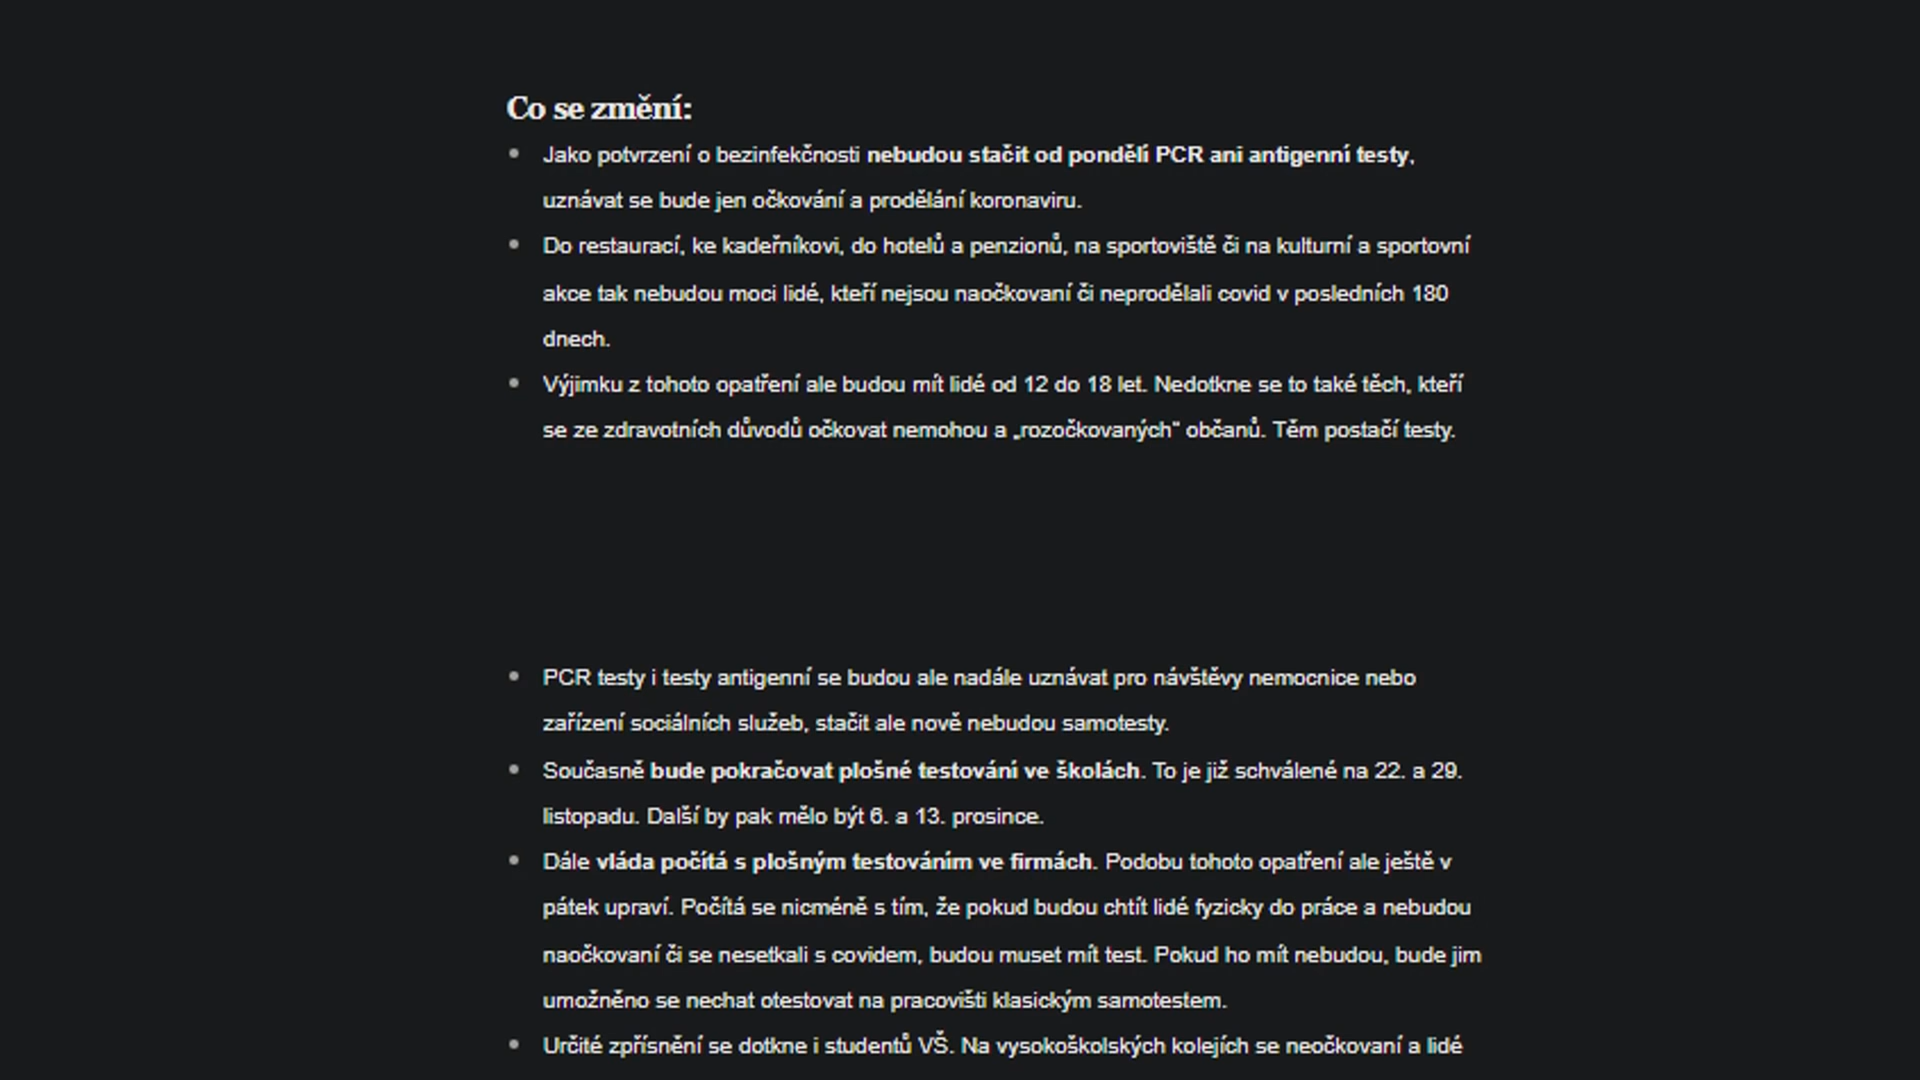 Co se změní:
Jako potvrzení o bezinfekčnosti nebudou stačit od pondělí PCR ani antigenní testy,
uznávat se bude jen očkování a prodělání koronaviru.
Do restaurací, ke kadeřníkovi, do hotelů a penzionů, na sportoviště či na kulturní a sportovní
akce tak nebudou moci lidé, kteří nejsou naočkovaní či neprodělali covid v posledních 180
dnech.
Výjimku z tohoto opatření ale budou mít lidé od 12 do 18 let. Nedotkne se to také těch, kteří
se ze zdravotních důvodů očkovat nemohou a „rozočkovaných“ občanů. Těm postačí testy.
PCR testy i testy antigenní se budou ale nadále uznávat pro návštěvy nemocnice nebo
zařízení sociálních služeb, stačit ale nově nebudou samotesty.
Současně bude pokračovat plošné testování ve školách. To je již schválené na 22. a 29.
listopadu. Další by pak mělo být 6. a 13. prosince.
Dále vláda počítá s plošným testováním ve firmách. Podobu tohoto opatření ale ještě v
pátek upraví. Počítá se nicméně s tím, že pokud budou chtít lidé fyzicky do práce a nebudou
naočkovaní či se nesetkali s covidem, budou muset mít test. Pokud ho mít nebudou, bude jim
umožněno se nechat otestovat na pracovišti klasickým samotestem.
Určité zpřísnění se dotkne i studentů VŠ. Na vysokoškolských kolejích se neočkovaní a lidé